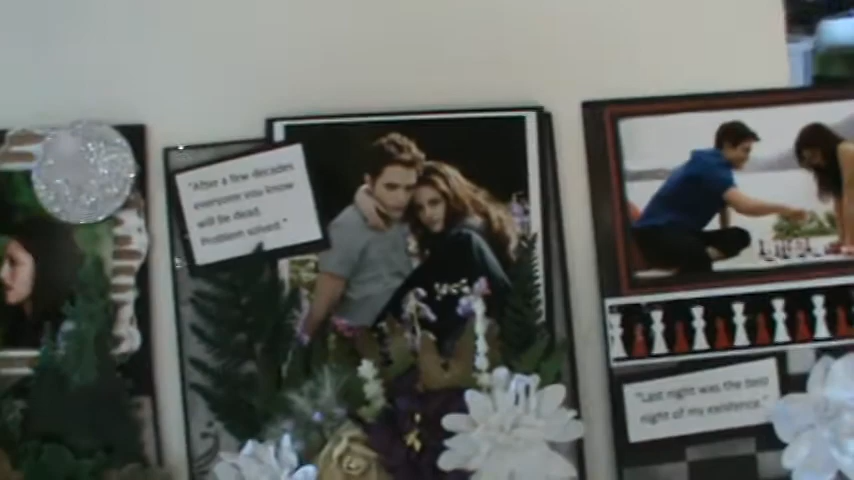 "After a few decades
everyone you know
will be dead.
Problem solved."
"Last night was the best
night of my existence."